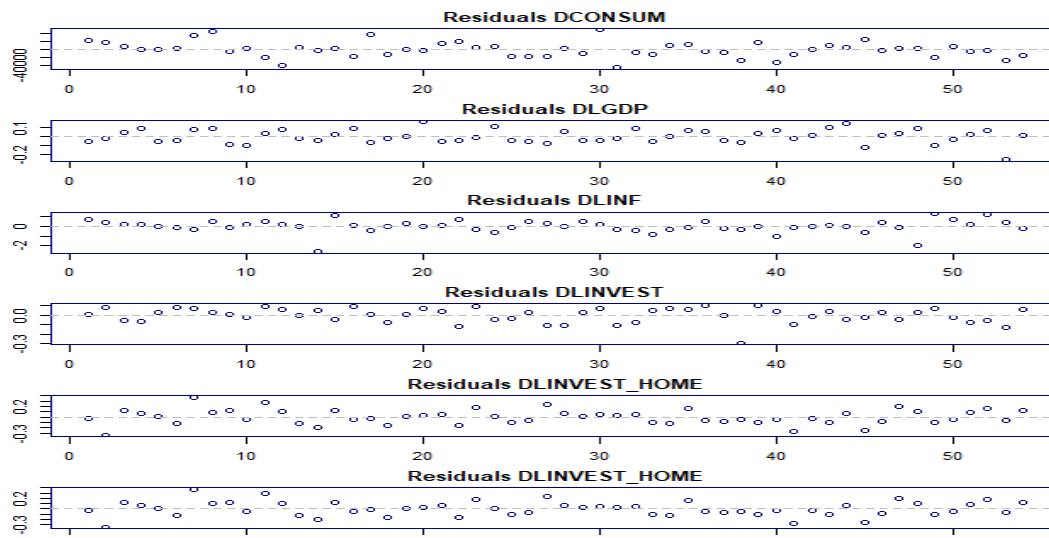 Residuals DCONSUM
-40000
0 10 20 30 40 50
Residuals DLGDP
0.1
-0.2
0 10 20 30 40 50
Residuals DLINF
0
-2
0 10 20 30 40 50
Residuals DLINVEST
0.0
-0.3
0 10 20 30 40 50
Residuals DLINVEST_HOME
0.2
-0.3
0 10 20 30 40 50
Residuals DLINVEST_HOME
0.2
-0.3